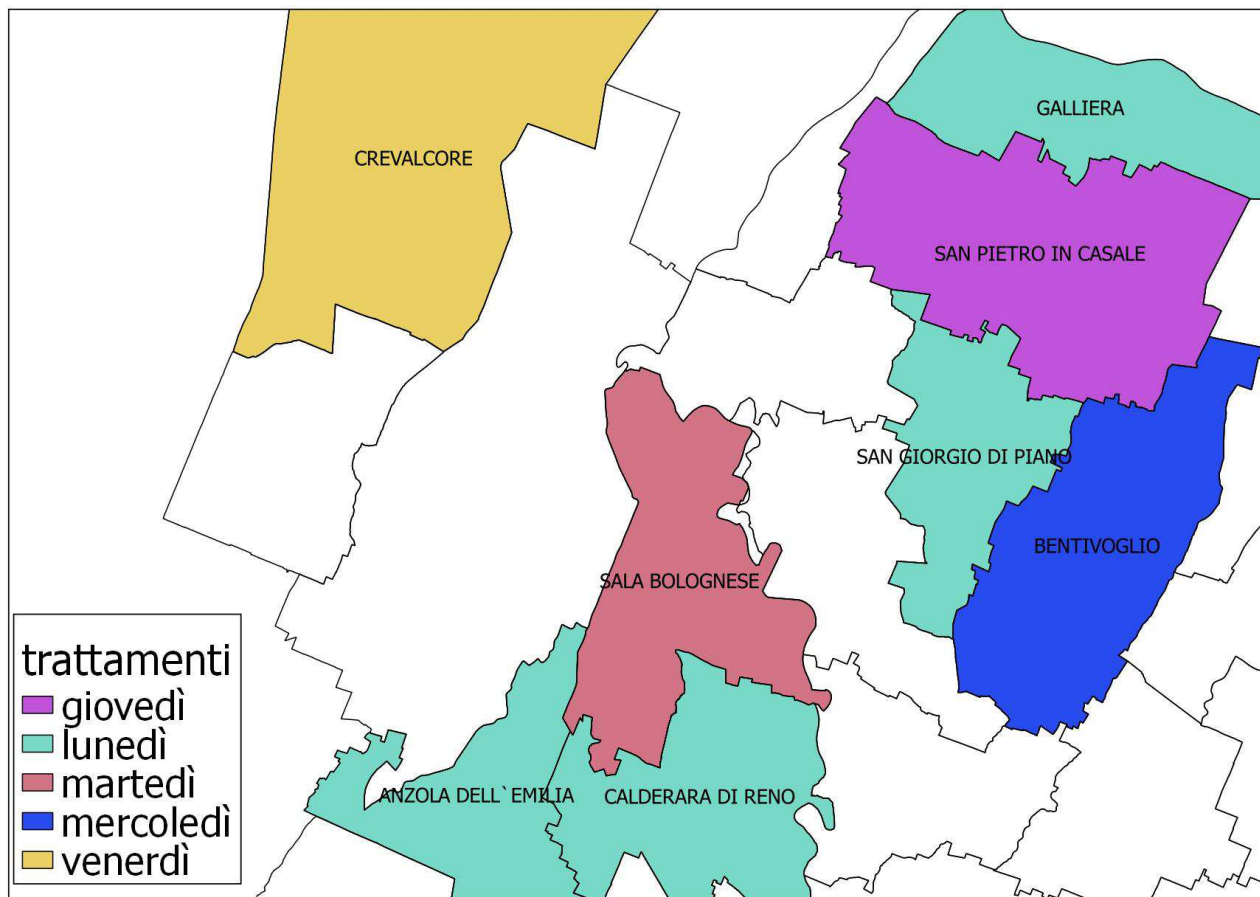 GALLIERA
CREVALCORE
SAN PIETRO IN CASALE
SAN GIORGIO DI PIANO
BENTIVOGLIO
SALA BOLOGNESE
ANZOLA DELL`EMILIA
CALDERARA DI RENO
trattamenti
giovedì
lunedì
martedì
mercoledì
venerdì